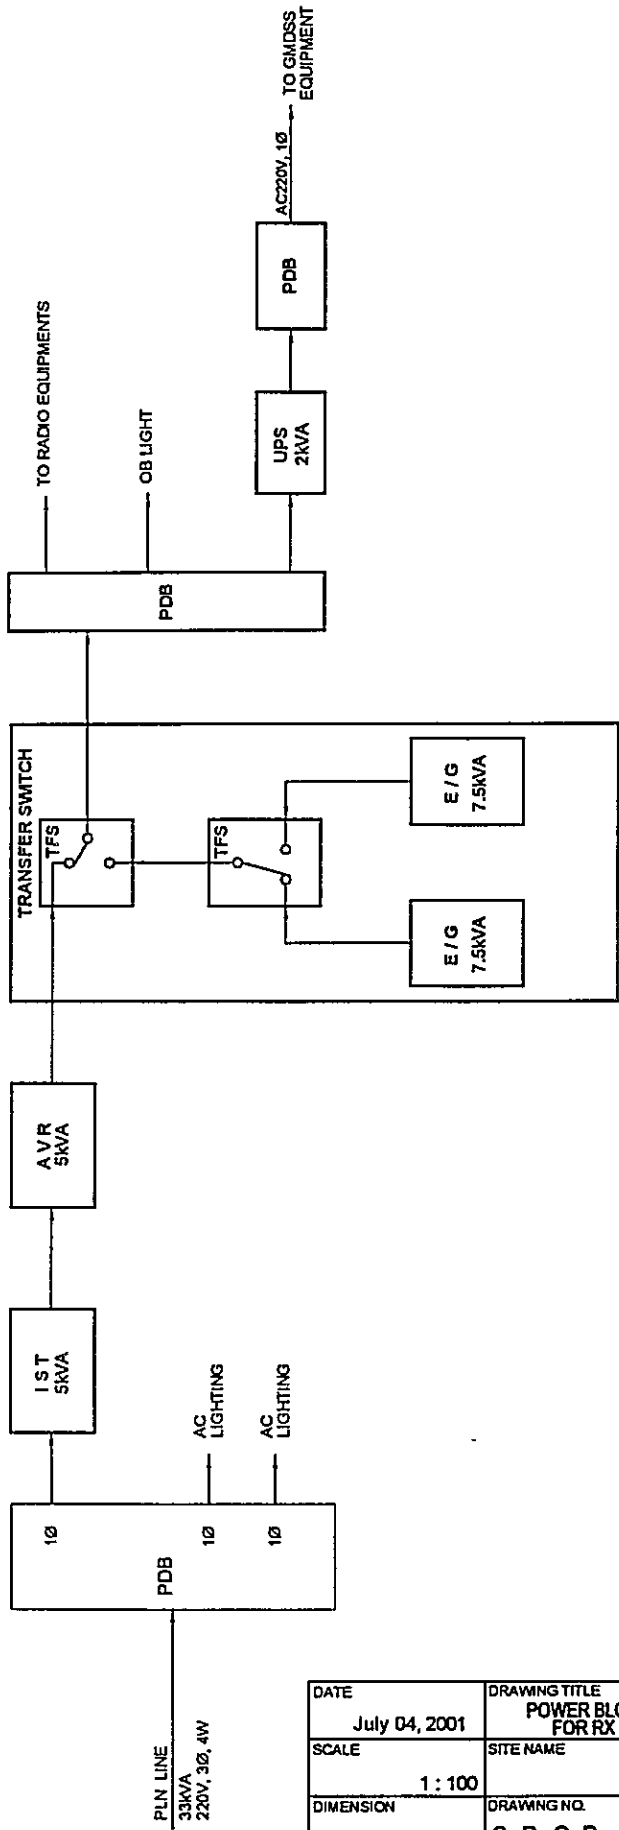 PLN LINE
33kVA
220V, 3Ø, 4W
PDB
1Ø
1Ø
1Ø
AC
LIGHTING
AC
LIGHTING
I S T
5kVA
A V R
5kVA
TRANSFER SWITCH
TFS
TFS
E / G
7.5kVA
E / G
7.5kVA
PDB
TO RADIO EQUIPMENTS
OB LIGHT
UPS
2kVA
PDB
AC220V, 1Ø
TO GMDSS
EQUIPMENT
DATE
July 04, 2001
DRAWING TITLE
FOR RX
SCALE
1 : 100
SITE NAME
DIMENSION
DRAWING NO.